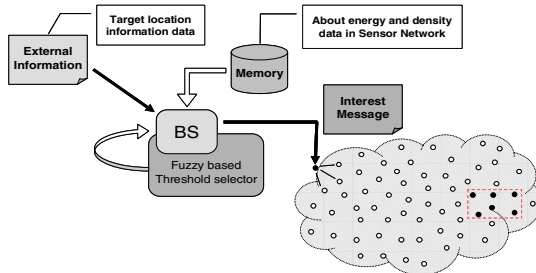 Target location
information data
About energy and density
data in Sensor Network
External
Information
Memory
Interest
Message
BS
Fuzzy based
Threshold selector